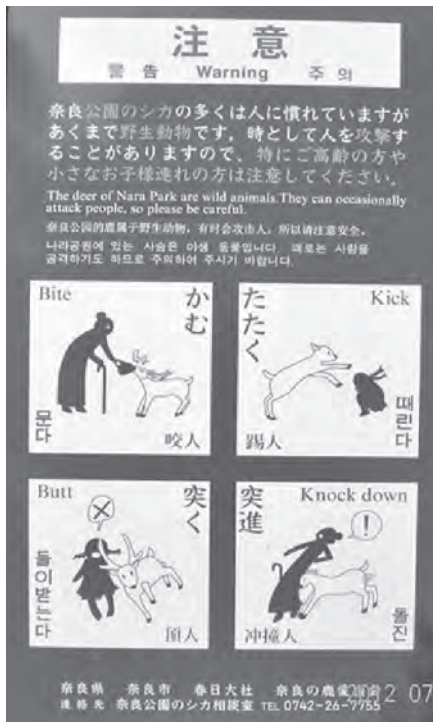 注 意
警 告 Warning 주 의
奈良公園のシカの多くは人に慣れていますが
あくまで野生動物です。時として人を攻撃す
ることがありますので、特にご高齢の方や
小さなお子様連れの方は注意してください。
The deer of Nara Park are wild animals.They can occasionally
attack people, so please be careful.
奈良公园的鹿属于野生动物，有时会攻击人，所以请注意安全。
나라공원에 있는 사슴은 야생 동물입니다. 때로는 사람을
공격하기도 하므로 주의하여 주시기 바랍니다.
Bite
かむ
문다
咬人
たたく
Kick
때린다
踢人
Butt
突く
들이받는다
頂人
突進
Knock down
돌진
冲撞人
奈良県 奈良市 春日大社 奈良の鹿愛護会
連絡先 奈良公園のシカ相談室 TEL 0742-26-7755
07